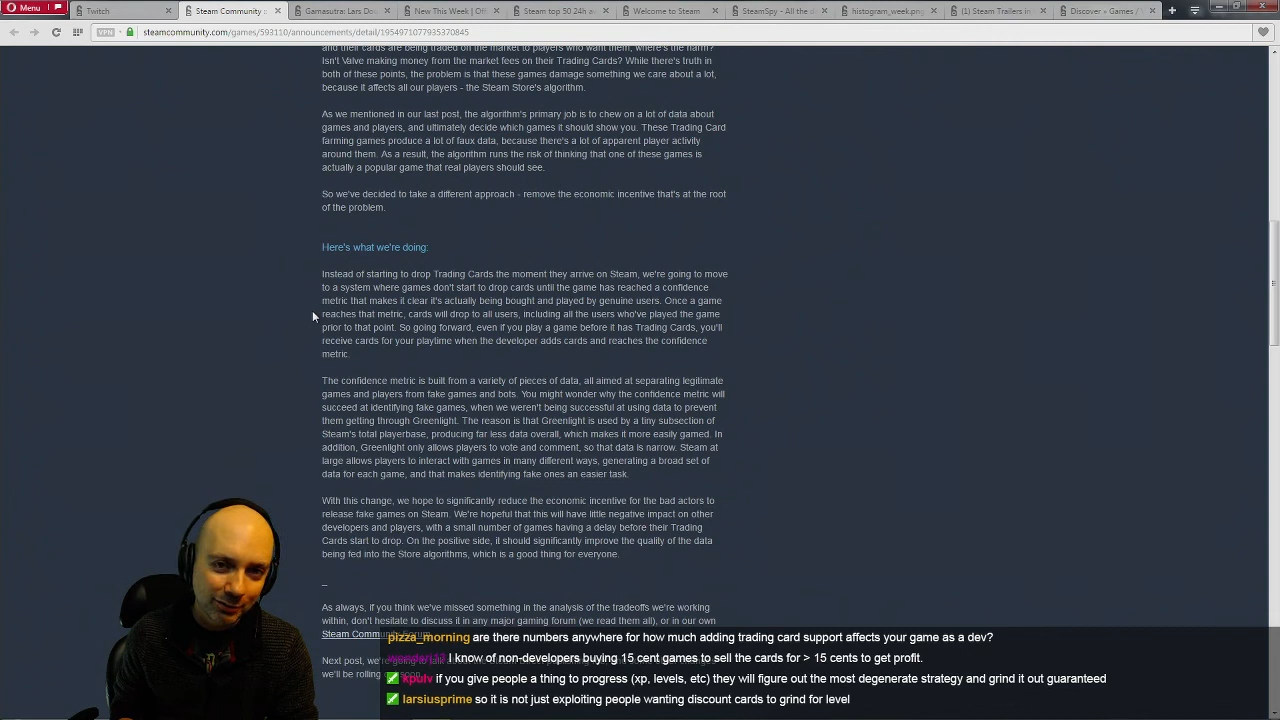 Menu
Twitch
Steam Community ::
Gamasutra: Lars Dou
New This Week | Offi
Steam top 50 24h a
Welcome to Steam
SteamSpy - All the d
histogram_week.png
(1) Steam Trailers in
Discover » Games / 
VPN
steamcommunity.com/games/593110/announcements/detail/1954971077935370845
and their cards are being traded on the market to players who want them, where's the harm?
Isn't Valve making money from the market fees on their Trading Cards? While there's truth in
both of these points, the problem is that these games damage something we care about a lot,
because it affects all our players - the Steam Store's algorithm.
As we mentioned in our last post, the algorithm's primary job is to chew on a lot of data about
games and players, and ultimately decide which games it should show you. These Trading Card
farming games produce a lot of faux data, because there's a lot of apparent player activity
around them. As a result, the algorithm runs the risk of thinking that one of these games is
actually a popular game that real players should see.
So we've decided to take a different approach - remove the economic incentive that's at the root
of the problem.
Here's what we're doing:
Instead of starting to drop Trading Cards the moment they arrive on Steam, we're going to move
to a system where games don't start to drop cards until the game has reached a confidence
metric that makes it clear it's actually being bought and played by genuine users. Once a game
reaches that metric, cards will drop to all users, including all the users who've played the game
prior to that point. So going forward, even if you play a game before it has Trading Cards, you'll
receive cards for your playtime when the developer adds cards and reaches the confidence
metric.
The confidence metric is built from a variety of pieces of data, all aimed at separating legitimate
games and players from fake games and bots. You might wonder why the confidence metric will
succeed at identifying fake games, when we weren't being successful at using data to prevent
them getting through Greenlight. The reason is that Greenlight is used by a tiny subsection of
Steam's total playerbase, producing far less data overall, which makes it more easily gamed. In
addition, Greenlight only allows players to vote and comment, so that data is narrow. Steam at
large allows players to interact with games in many different ways, generating a broad set of
data for each game, and that makes identifying fake ones an easier task.
With this change, we hope to significantly reduce the economic incentive for the bad actors to
release fake games on Steam. We're hopeful that this will have little negative impact on other
developers and players, with a small number of games having a delay before their Trading
Cards start to drop. On the positive side, it should significantly improve the quality of the data
being fed into the Store algorithms, which is a good thing for everyone.
_
As always, if you think we've missed something in the analysis of the tradeoffs we're working
within, don't hesitate to discuss it in any major gaming forum (we read them all), or in our own
Steam Community Forum
Next post, we're going to talk
we'll be rolling soon
pizza_morning are there numbers anywhere for how much adding trading card support affects your game as a dev?
I know of non-developers buying 15 cent games to sell the cards for > 15 cents to get profit.
kpulv if you give people a thing to progress (xp, levels, etc) they will figure out the most degenerate strategy and grind it out guaranteed
larsiusprime so it is not just exploiting people wanting discount cards to grind for level